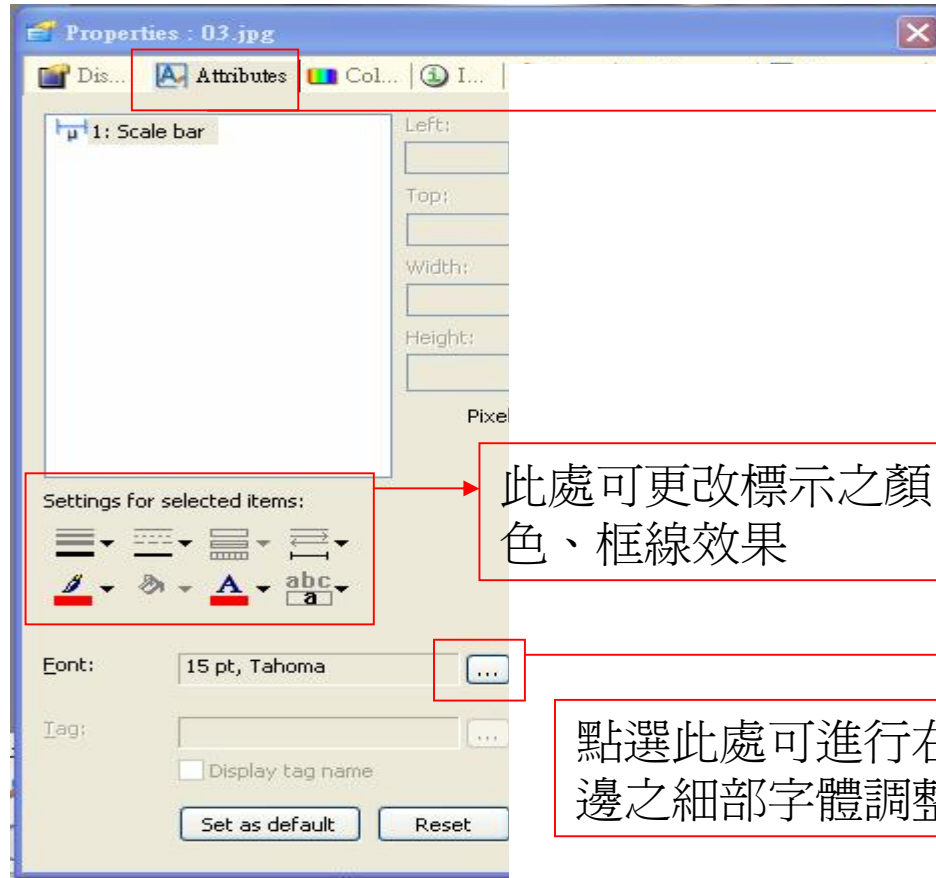 Properties : 03.jpg
Dis... Attributes Col... I...
1: Scale bar
Left:
Top:
Width:
Height:
Pixel
Settings for selected items:
此處可更改標示之顏
色、框線效果
A abc
a
Font: 15 pt, Tahoma ...
點選此處可進行右
邊之細部字體調整
Tag: ...
Display tag name
Set as default Reset